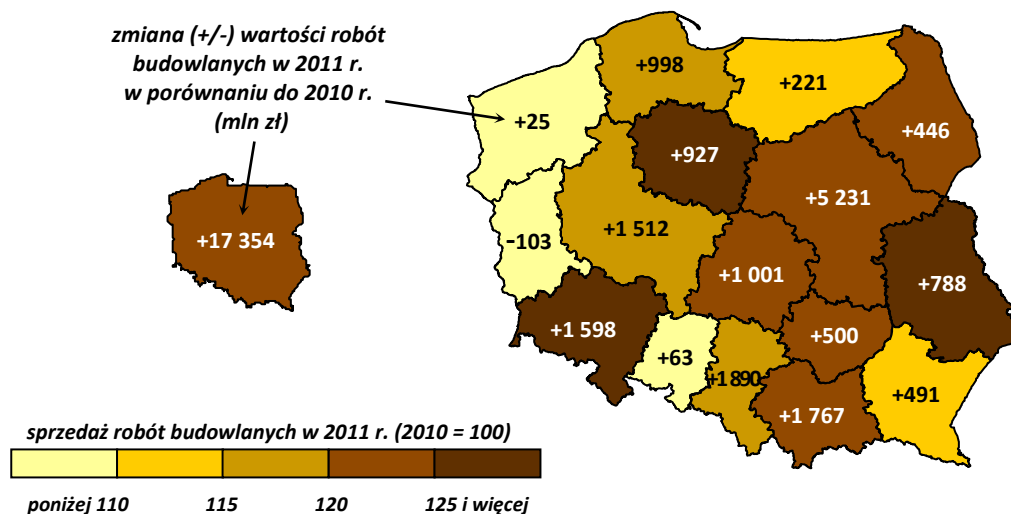 zmiana (+/-) wartości robót
budowlanych w 2011 r.
w porównaniu do 2010 r.
(mln zł)
+17 354
+998
+221
+25
+446
+927
+5 231
+1 512
-103
+1 001
+788
+1 598
+500
+63
+1 890
+491
+1 767
sprzedaż robót budowlanych w 2011 r. (2010 = 100)
poniżej 110 115 120 125 i więcej